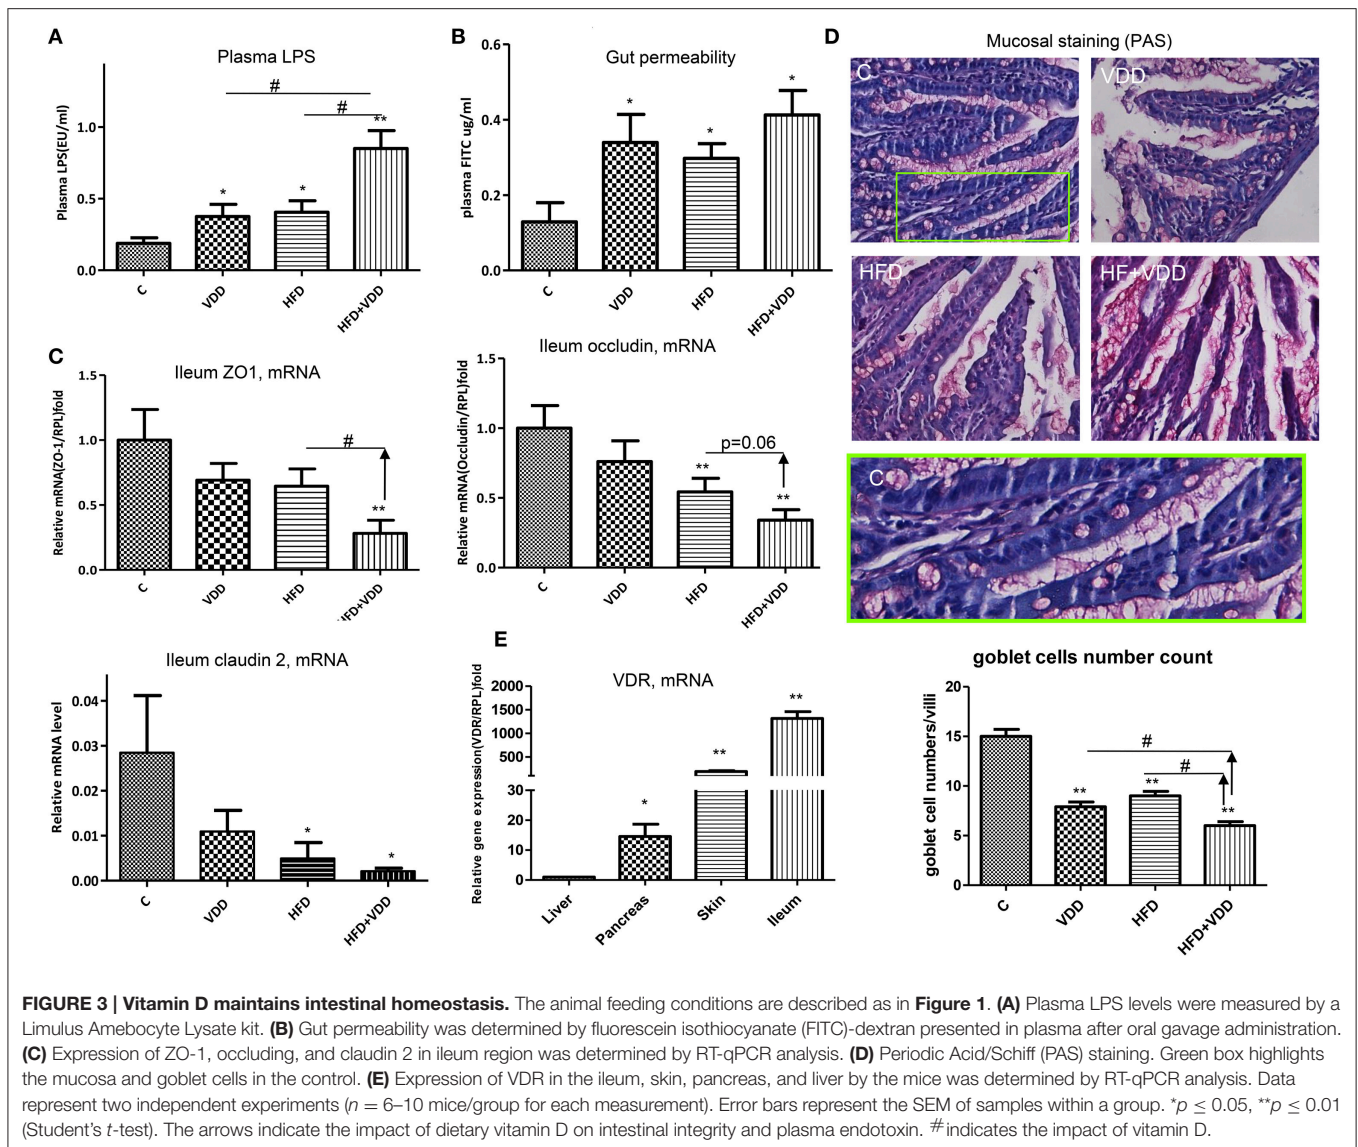 A
Plasma LPS
Plasma LPS(EU/ml)
1.0
0.5
0.0
#
#
*
*
**
C
VDD
HFD
HFD+VDD
B
Gut permeability
plasma FITC ug/ml
0.6
0.4
0.2
0.0
*
*
*
C
VDD
HFD
HFD+VDD
C
Ileum ZO1, mRNA
Relative mRNA(ZO-1/RPL)fold
1.5
1.0
0.5
0.0
#
**
C
VDD
HFD
HFD+VDD
Ileum occludin, mRNA
Relative mRNA(Occludin/RPL)fold
1.5
1.0
0.5
0.0
p=0.06
**
**
C
VDD
HFD
HFD+VDD
Ileum claudin 2, mRNA
Relative mRNA level
0.04
0.03
0.02
0.01
0.00
*
*
C
VDD
HFD
HFD+VDD
D
Mucosal staining (PAS)
C
VDD
HFD
HF+VDD
C
goblet cells number count
goblet cell numbers/villi
20
15
10
5
0
#
#
**
**
**
C
VDD
HFD
HFD+VDD
E
VDR, mRNA
Relative gene expression(VDR/RPL)fold
2000
1500
1000
500
30
20
10
0
*
**
**
Liver
Pancreas
Skin
Ileum
FIGURE 3 | Vitamin D maintains intestinal homeostasis. The animal feeding conditions are described as in Figure 1. (A) Plasma LPS levels were measured by a
Limulus Amebocyte Lysate kit. (B) Gut permeability was determined by fluorescein isothiocyanate (FITC)-dextran presented in plasma after oral gavage administration.
(C) Expression of ZO-1, occluding, and claudin 2 in ileum region was determined by RT-qPCR analysis. (D) Periodic Acid/Schiff (PAS) staining. Green box highlights
the mucosa and goblet cells in the control. (E) Expression of VDR in the ileum, skin, pancreas, and liver by the mice was determined by RT-qPCR analysis. Data
represent two independent experiments (n = 6–10 mice/group for each measurement). Error bars represent the SEM of samples within a group. *p ≤ 0.05, **p ≤ 0.01
(Student's t-test). The arrows indicate the impact of dietary vitamin D on intestinal integrity and plasma endotoxin. #indicates the impact of vitamin D.